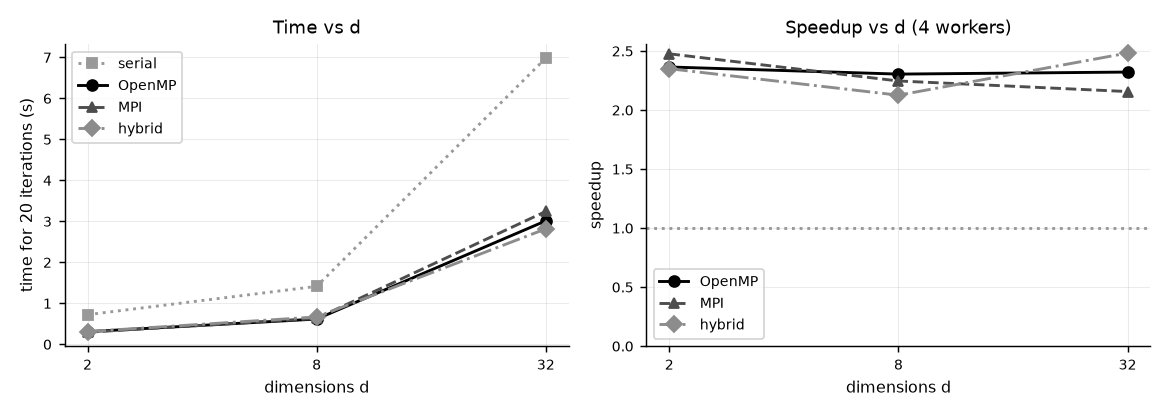 Time vs d
time for 20 iterations (s)
7
6
5
4
3
2
1
0
serial
OpenMP
MPI
hybrid
2
8
32
dimensions d
Speedup vs d (4 workers)
speedup
2.5
2.0
1.5
1.0
0.5
0.0
OpenMP
MPI
hybrid
2
8
32
dimensions d